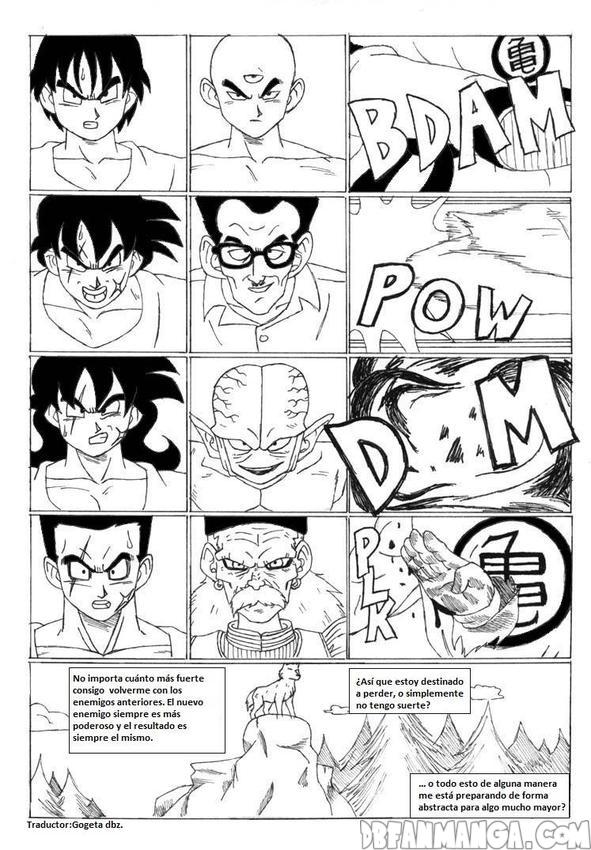 亀
BDAM
POW
DOM
PLK
亀
No importa cuánto más fuerte
consigo volverme con los
enemigos anteriores. El nuevo
enemigo siempre es más
poderoso y el resultado es
siempre el mismo.
¿Así que estoy destinado
a perder, o simplemente
no tengo suerte?
... o todo esto de alguna manera
me está preparando de forma
abstracta para algo mucho mayor?
Traductor:Gogeta dbz.
DBFANMANGA.COM